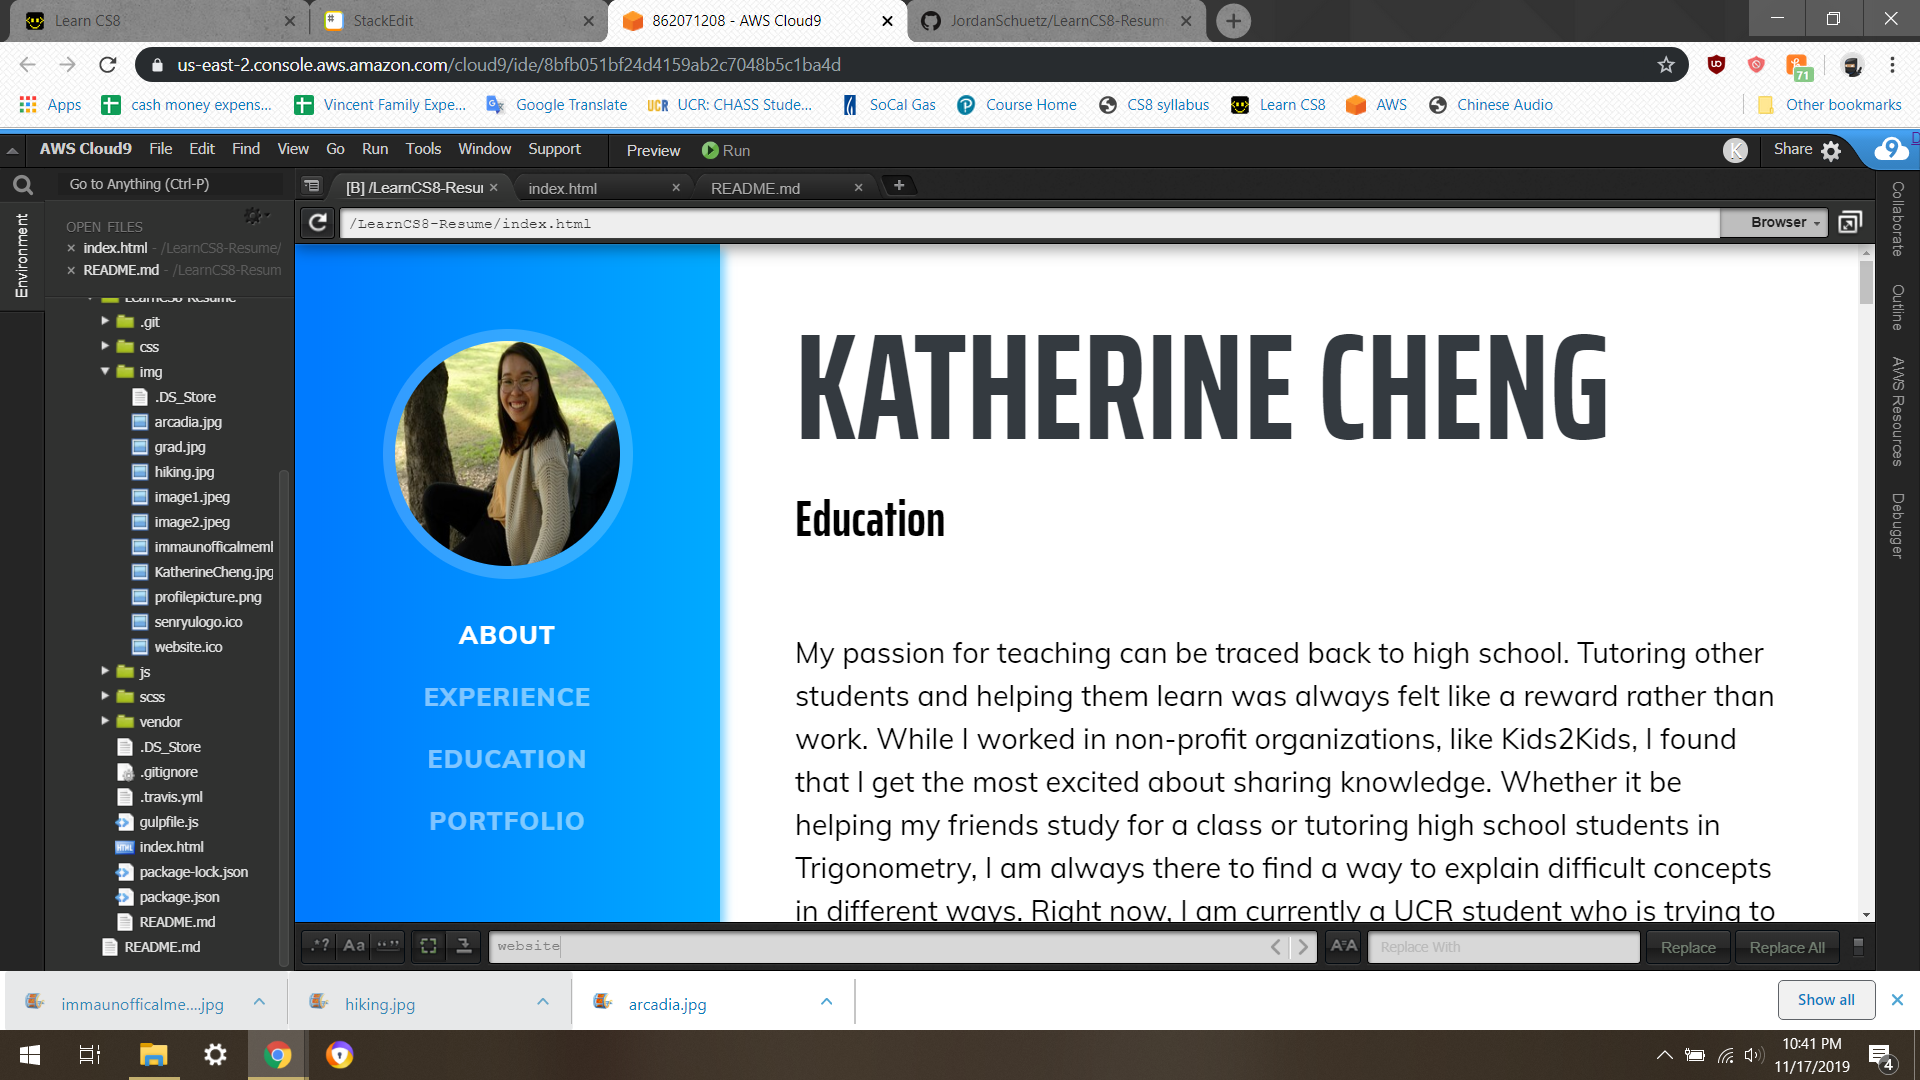 Learn CS8
StackEdit
862071208 - AWS Cloud9
JordanSchuetz/LearnCS8-Resume
us-east-2.console.aws.amazon.com/cloud9/ide/8bfb051bf24d4159ab2c7048b5c1ba4d
71
Apps
cash money expens...
Vincent Family Expe...
Google Translate
UCR UCR: CHASS Stude...
SoCal Gas
Course Home
CS8 syllabus
Learn CS8
AWS
Chinese Audio
Other bookmarks
AWS Cloud9 File Edit Find View Go Run Tools Window Support Preview Run
K Share 9
Go to Anything (Ctrl-P)
[B] /LearnCS8-Resur
index.html
README.md
/LearnCS8-Resume/index.html
Browser
Environment
OPEN FILES
index.html - /LearnCS8-Resume/
README.md - /LearnCS8-Resum
LearnCS8-Resume
.git
css
img
.DS_Store
arcadia.jpg
grad.jpg
hiking.jpg
image1.jpeg
image2.jpeg
immaunofficalmeml
KatherineCheng.jpg
profilepicture.png
senryulogo.ico
website.ico
js
scss
vendor
.DS_Store
.gitignore
.travis.yml
gulpfile.js
index.html
package-lock.json
package.json
README.md
README.md
ABOUT
EXPERIENCE
EDUCATION
PORTFOLIO
KATHERINE CHENG
Education
My passion for teaching can be traced back to high school. Tutoring other
students and helping them learn was always felt like a reward rather than
work. While I worked in non-profit organizations, like Kids2Kids, I found
that I get the most excited about sharing knowledge. Whether it be
helping my friends study for a class or tutoring high school students in
Trigonometry, I am always there to find a way to explain difficult concepts
in different ways. Right now, I am currently a UCR student who is trying to
Collaborate
Outline
AWS Resources
Debugger
.*? Aa
website
Replace With
Replace
Replace All
immaunofficalme....jpg
hiking.jpg
arcadia.jpg
Show all
10:41 PM
11/17/2019
4